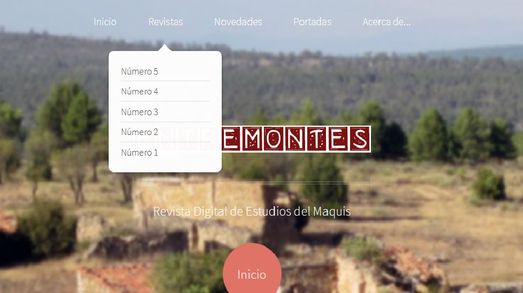 Inicio Revistas Novedades Portadas Acerca de...
Número 5
Número 4
Número 3
Número 2
Número 1
EMONTES
Revista Digital de Estudios del Maquis
Inicio